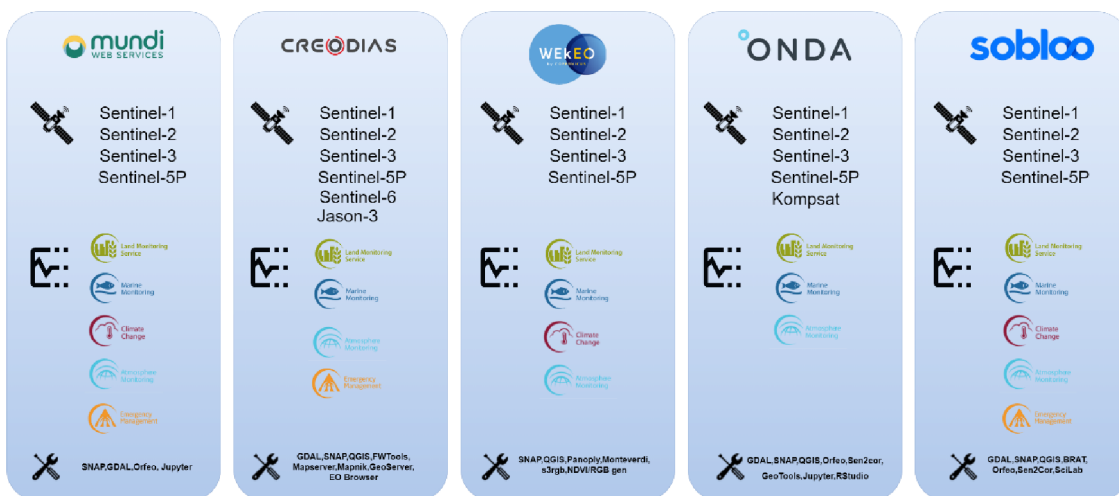 mundi
WEB SERVICES
Sentinel-1
Sentinel-2
Sentinel-3
Sentinel-5P
Land Monitoring
Service
Marine
Monitoring
Climate
Change
Atmosphere
Monitoring
Emergency
Management
SNAP,GDAL,Orfeo, Jupyter
CREODIAS
Sentinel-1
Sentinel-2
Sentinel-3
Sentinel-5P
Sentinel-6
Jason-3
Land Monitoring
Service
Marine
Monitoring
Atmosphere
Monitoring
Emergency
Management
GDAL,SNAP,QGIS,FWTools,
Mapserver,Mapnik,GeoServer,
EO Browser
WEkEO
Sentinel-1
Sentinel-2
Sentinel-3
Sentinel-5P
Land Monitoring
Service
Marine
Monitoring
Climate
Change
Atmosphere
Monitoring
SNAP,QGIS,Panoply,Monteverdi,
s3rgb,NDVI/RGB gen
ONDA
Sentinel-1
Sentinel-2
Sentinel-3
Sentinel-5P
Kompsat
Land Monitoring
Service
Marine
Monitoring
Atmosphere
Monitoring
GDAL,SNAP,QGIS,Orfeo,Sen2cor,
GeoTools,Jupyter,RStudio
sobloo
Sentinel-1
Sentinel-2
Sentinel-3
Sentinel-5P
Land Monitoring
Service
Marine
Monitoring
Climate
Change
Atmosphere
Monitoring
Emergency
Management
GDAL,SNAP,QGIS,BRAT,
Orfeo,Sen2Cor,SciLab